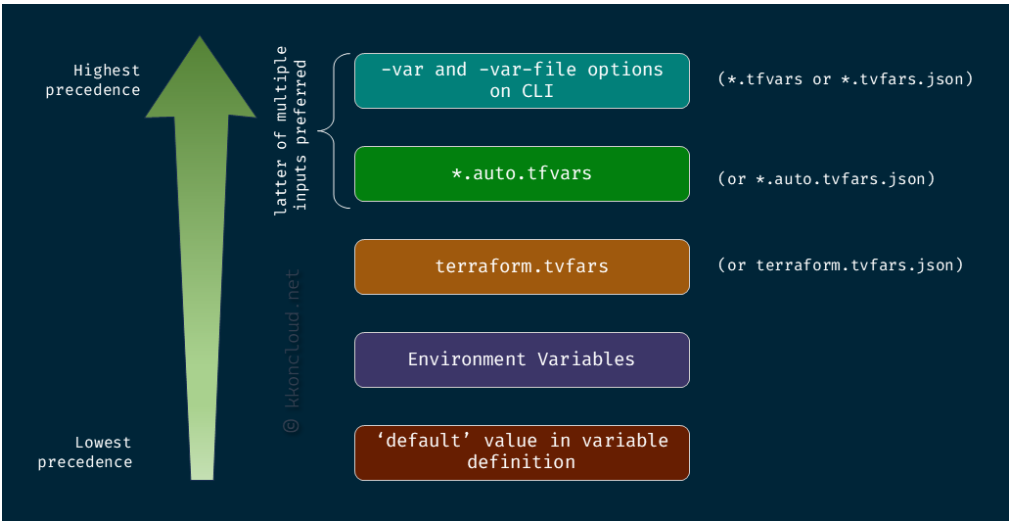 Highest
precedence
latter of multiple
inputs preferred
-var and -var-file options
on CLI
(*.tfvars or *.tvfars.json)
*.auto.tfvars
(or *.auto.tvfars.json)
terraform.tvfars
(or terraform.tvfars.json)
© kkoncloud.net
Environment Variables
Lowest
precedence
‘default’ value in variable
definition